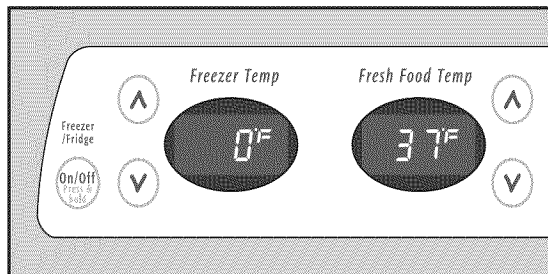 Freezer Temp
Fresh Food Temp
0°F
37°F
Freezer
/Fridge
On/Off
Press &
hold